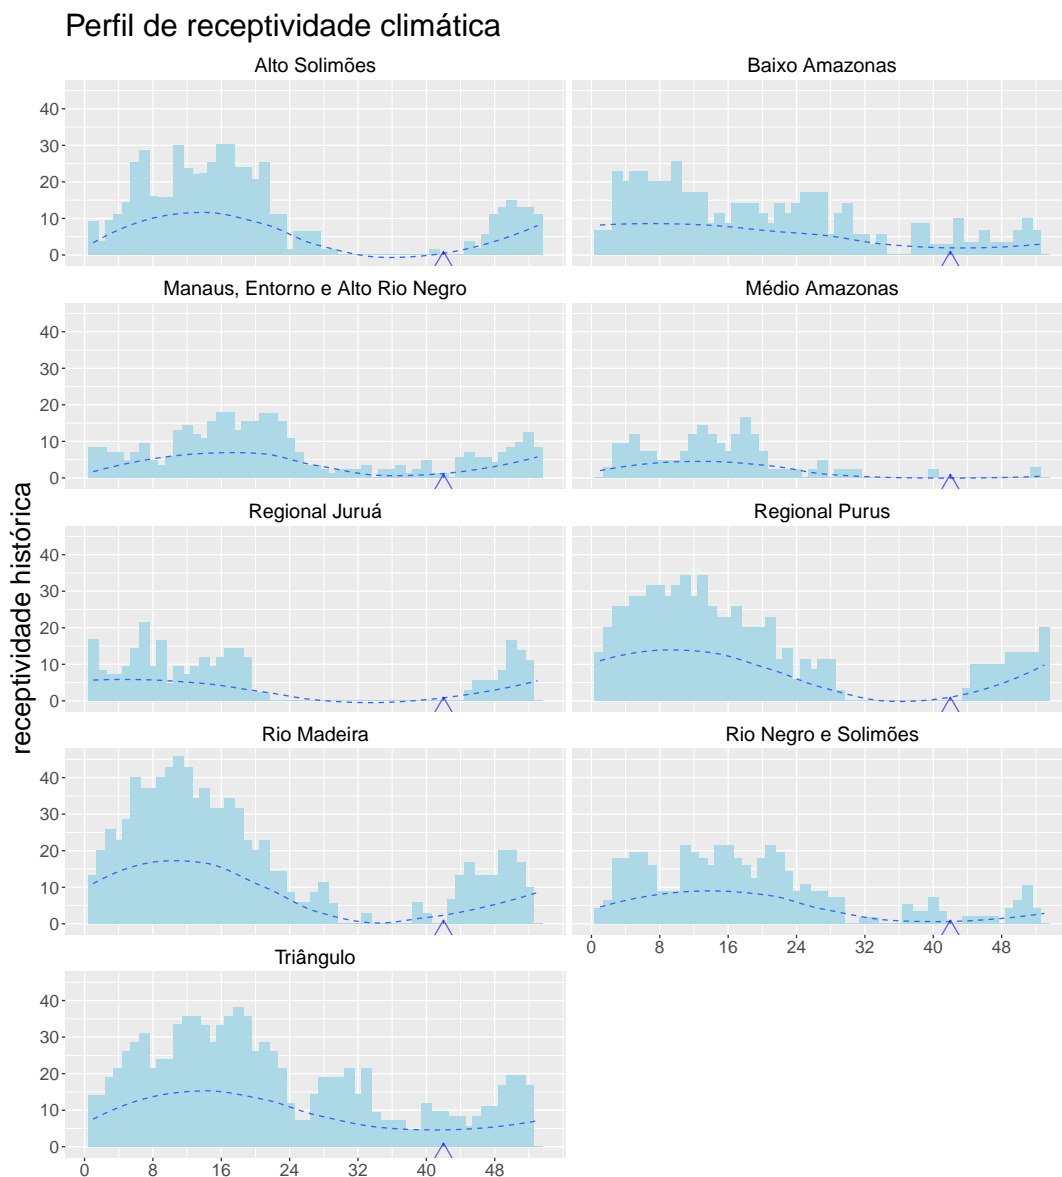 Perfil de receptividade climática
Alto Solimões
Baixo Amazonas
40
30
20
10
0
Manaus, Entorno e Alto Rio Negro
Médio Amazonas
40
30
20
10
0
Regional Juruá
Regional Purus
40
30
20
10
0
receptividade histórica
Rio Madeira
Rio Negro e Solimões
40
30
20
10
0
0 8 16 24 32 40 48
Triângulo
40
30
20
10
0
0 8 16 24 32 40 48